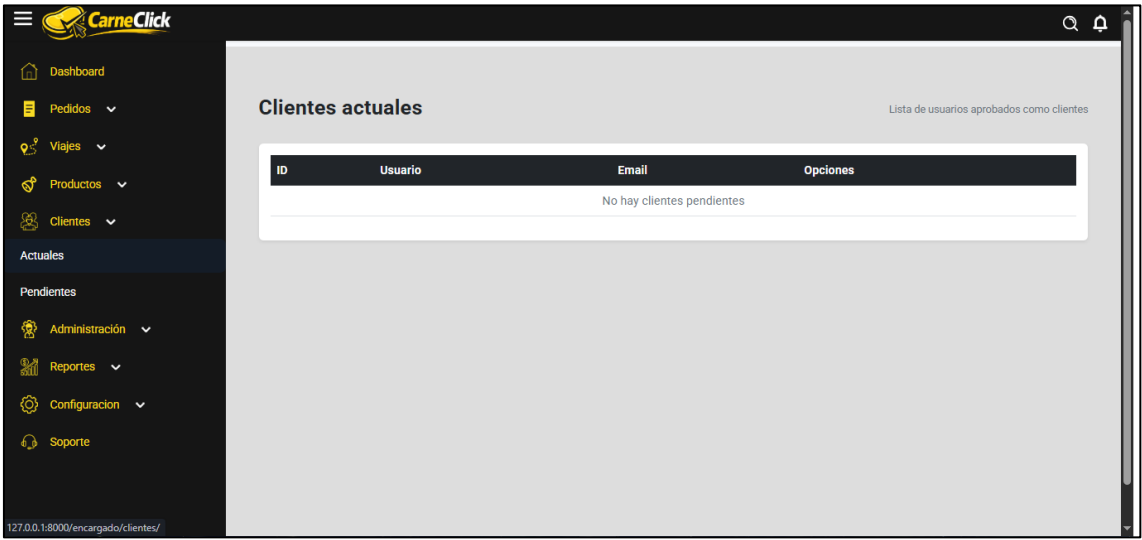 CarneClick
Dashboard
Pedidos
Viajes
Productos
Clientes
Actuales
Pendientes
Administración
Reportes
Configuracion
Soporte
127.0.0.1:8000/encargado/clientes/
Clientes actuales
Lista de usuarios aprobados como clientes
ID Usuario Email Opciones
No hay clientes pendientes